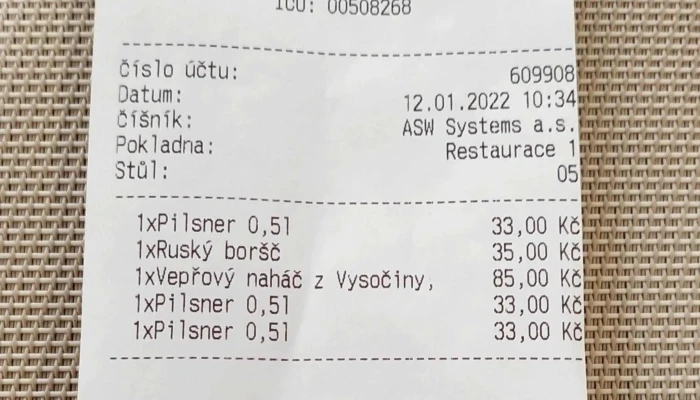 IČO: 00508268
číslo účtu: 609908
Datum: 12.01.2022 10:34
Číšník: ASW Systems a.s.
Pokladna: Restaurace 1
Stůl: 05
1xPilsner 0,5l 33,00 Kč
1xRuský boršč 35,00 Kč
1xVepřový naháč z Vysočiny, 85,00 Kč
1xPilsner 0,5l 33,00 Kč
1xPilsner 0,5l 33,00 Kč